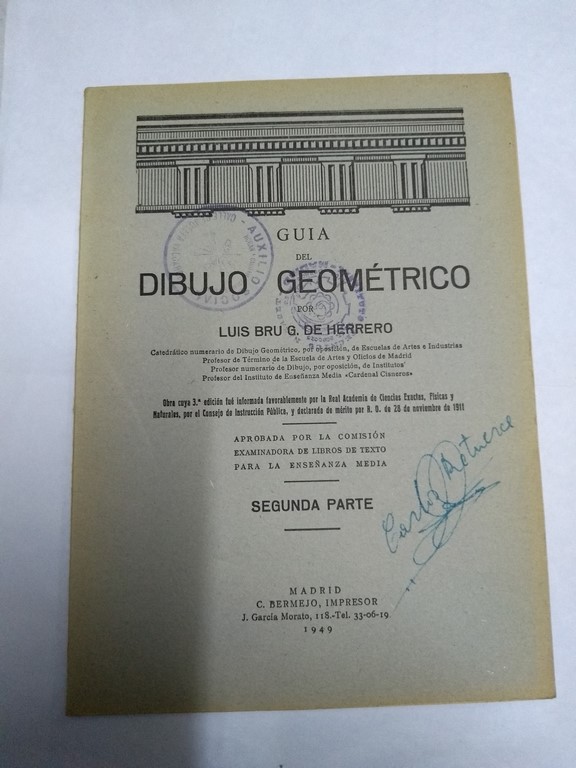 AUXILIO SOCIAL
GUIA
DEL
DIBUJO GEOMÉTRICO
POR
LUIS BRU G. DE HERRERO
Catedrático numerario de Dibujo Geométrico, por oposición, de Escuelas de Artes e Industrias
Profesor de Término de la Escuela de Artes y Oficios de Madrid
Profesor numerario de Dibujo, por oposición, de Institutos
Profesor del Instituto de Enseñanza Media «Cardenal Cisneros»
Obra cuya 3.ª edición fué informada favorablemente por la Real Academia de Ciencias Exactas, Físicas y
Naturales, por el Consejo de Instrucción Pública, y declarada de mérito por R. O. de 28 de noviembre de 1911
APROBADA POR LA COMISIÓN
EXAMINADORA DE LIBROS DE TEXTO
PARA LA ENSEÑANZA MEDIA
Carlos Retuerce
SEGUNDA PARTE
MADRID
C. BERMEJO, IMPRESOR
J. García Morato, 118.-Tel. 33-06-19
1949